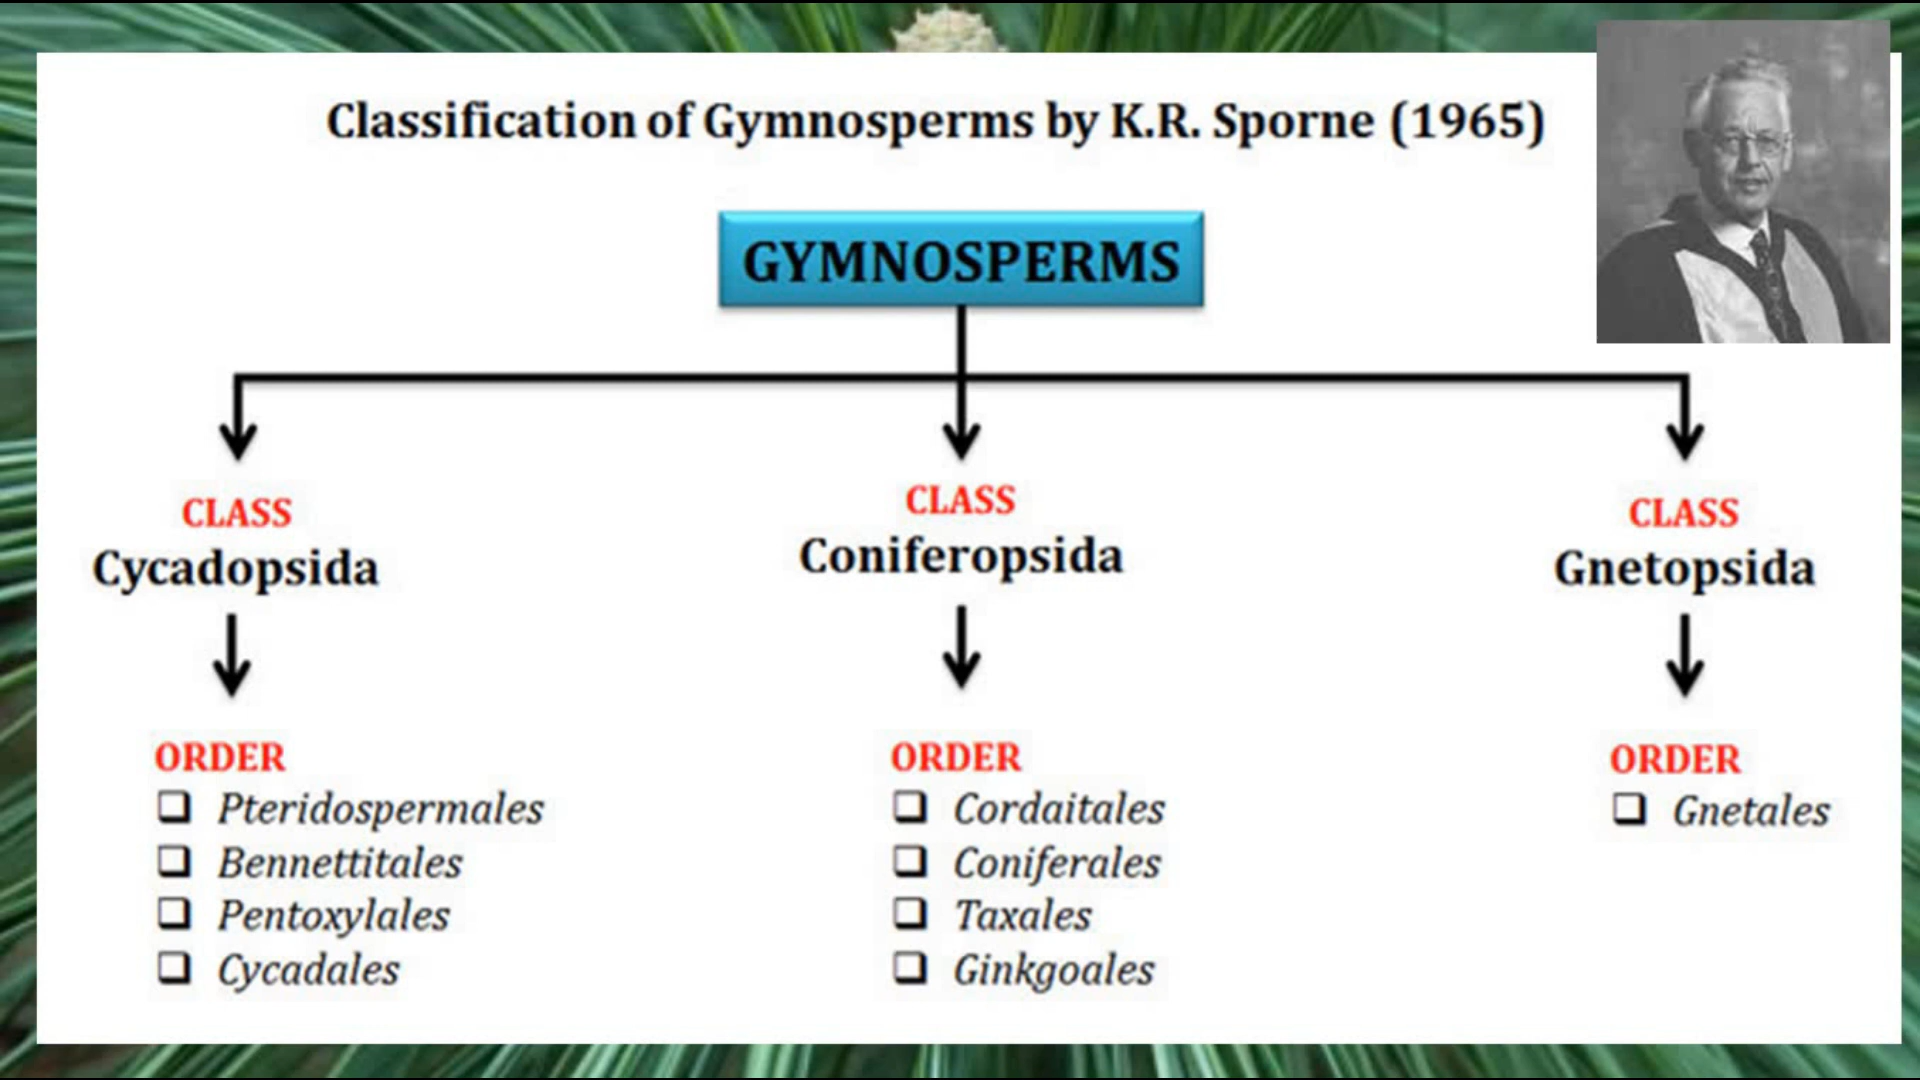 Classification of Gymnosperms by K.R. Sporne (1965)
GYMNOSPERMS
CLASS
Cycadopsida
ORDER
Pteridospermales
Bennettitales
Pentoxylales
Cycadales
CLASS
Coniferopsida
ORDER
Cordaitales
Coniferales
Taxales
Ginkgoales
CLASS
Gnetopsida
ORDER
Gnetales